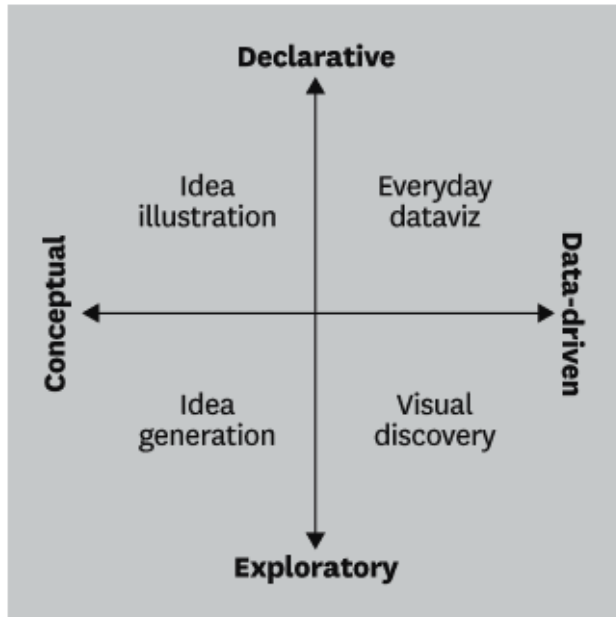 Declarative
Idea
illustration
Everyday
dataviz
Conceptual
Data-driven
Idea
generation
Visual
discovery
Exploratory